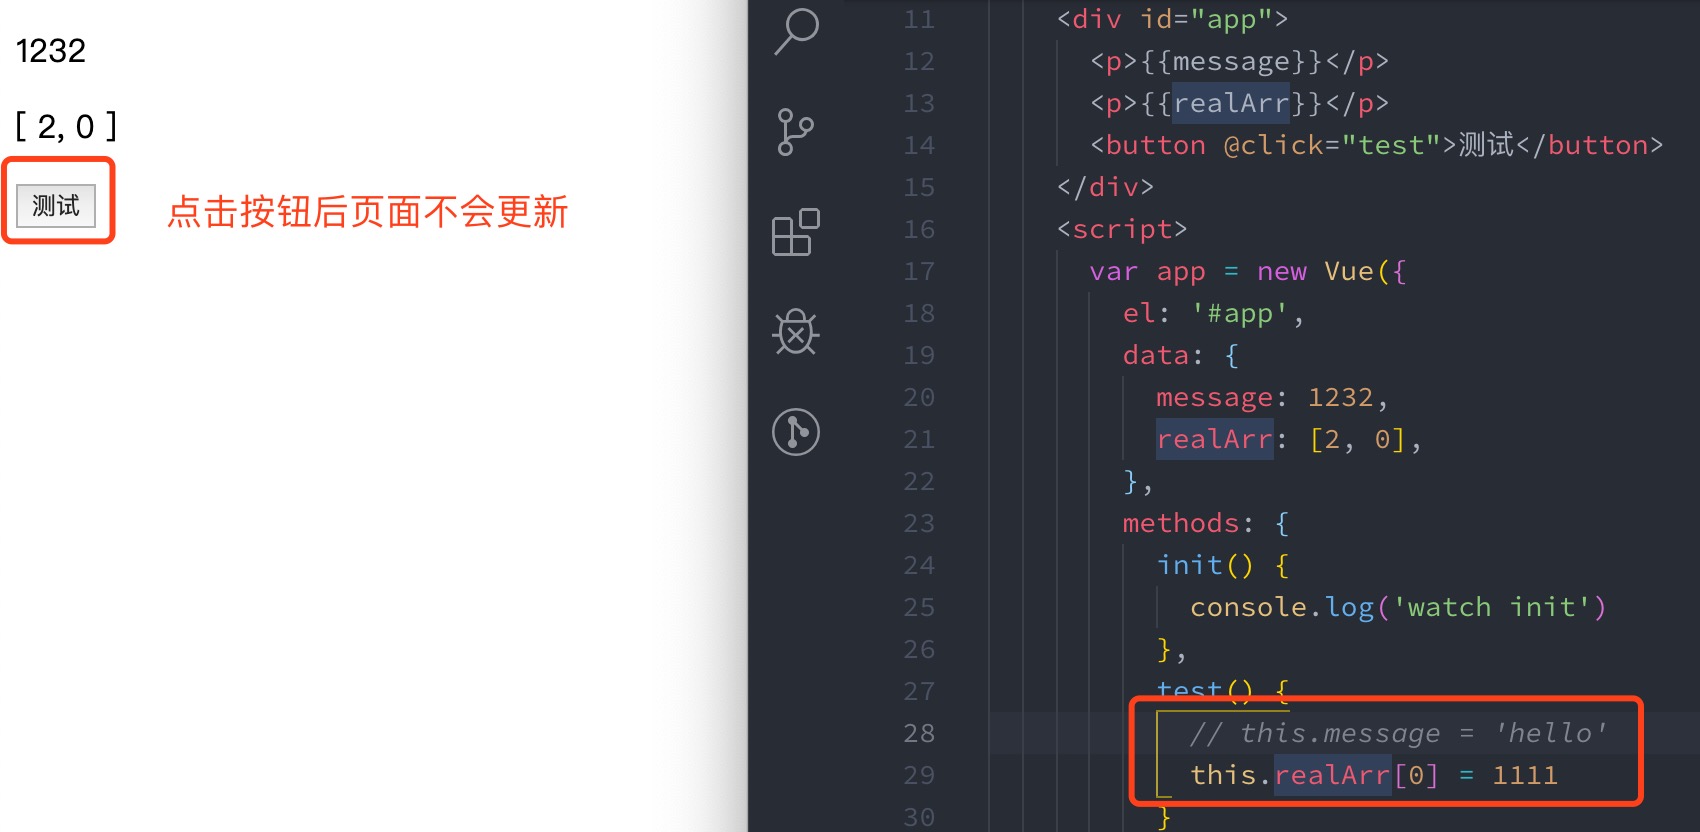 1232
[ 2, 0 ]
测试
点击按钮后页面不会更新
11 <div id="app">
12 <p>{{message}}</p>
13 <p>{{realArr}}</p>
14 <button @click="test">测试</button>
15 </div>
16 <script>
17 var app = new Vue({
18 el: '#app',
19 data: {
20 message: 1232,
21 realArr: [2, 0],
22 },
23 methods: {
24 init() {
25 console.log('watch init')
26 },
27 test() {
28 // this.message = 'hello'
29 this.realArr[0] = 1111
30 }